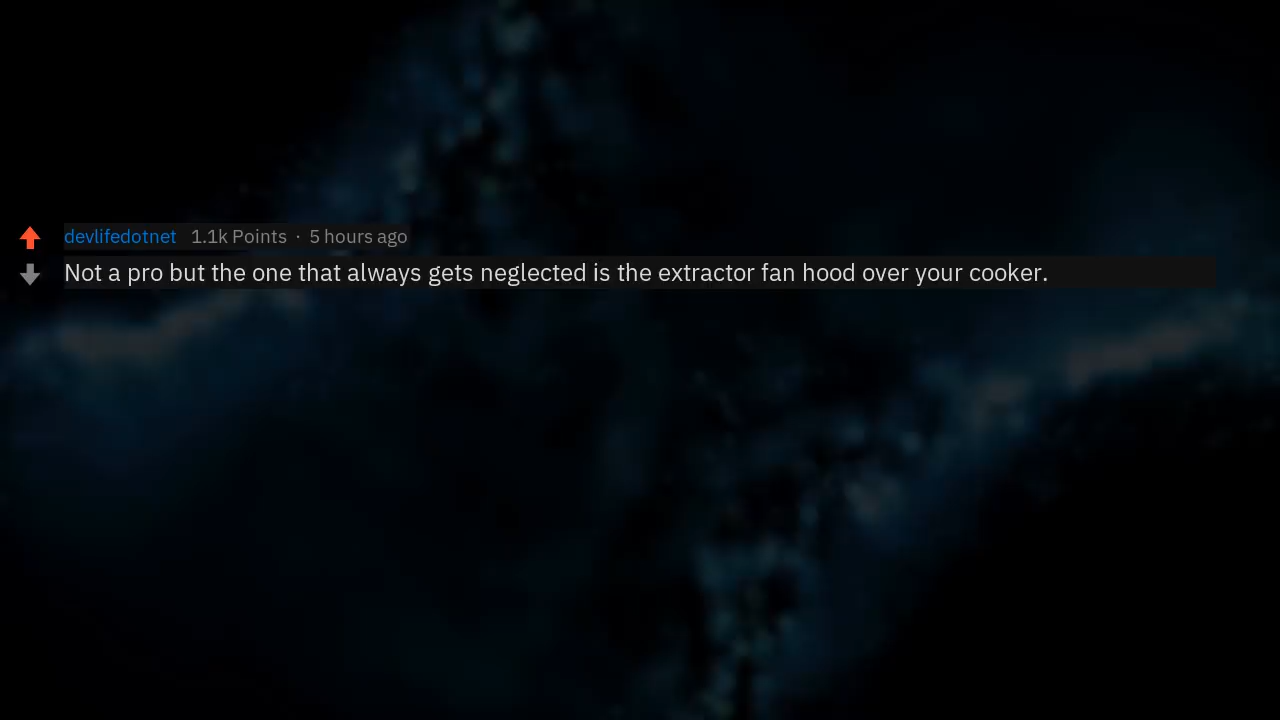 devlifedotnet 1.1k Points · 5 hours ago
Not a pro but the one that always gets neglected is the extractor fan hood over your cooker.